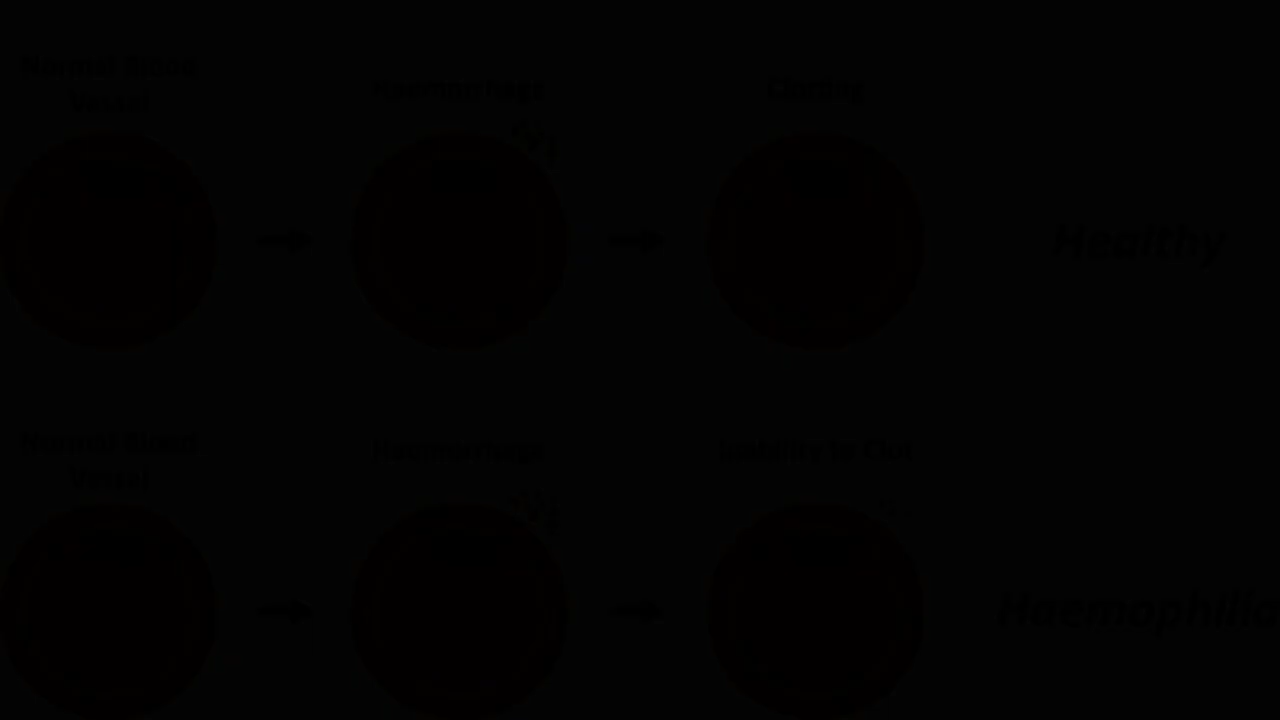 Normal Blood
Vessel
Haemorrhage
Clotting
Healthy
Normal Blood
Vessel
Haemorrhage
Inability to Clot
Haemophilia